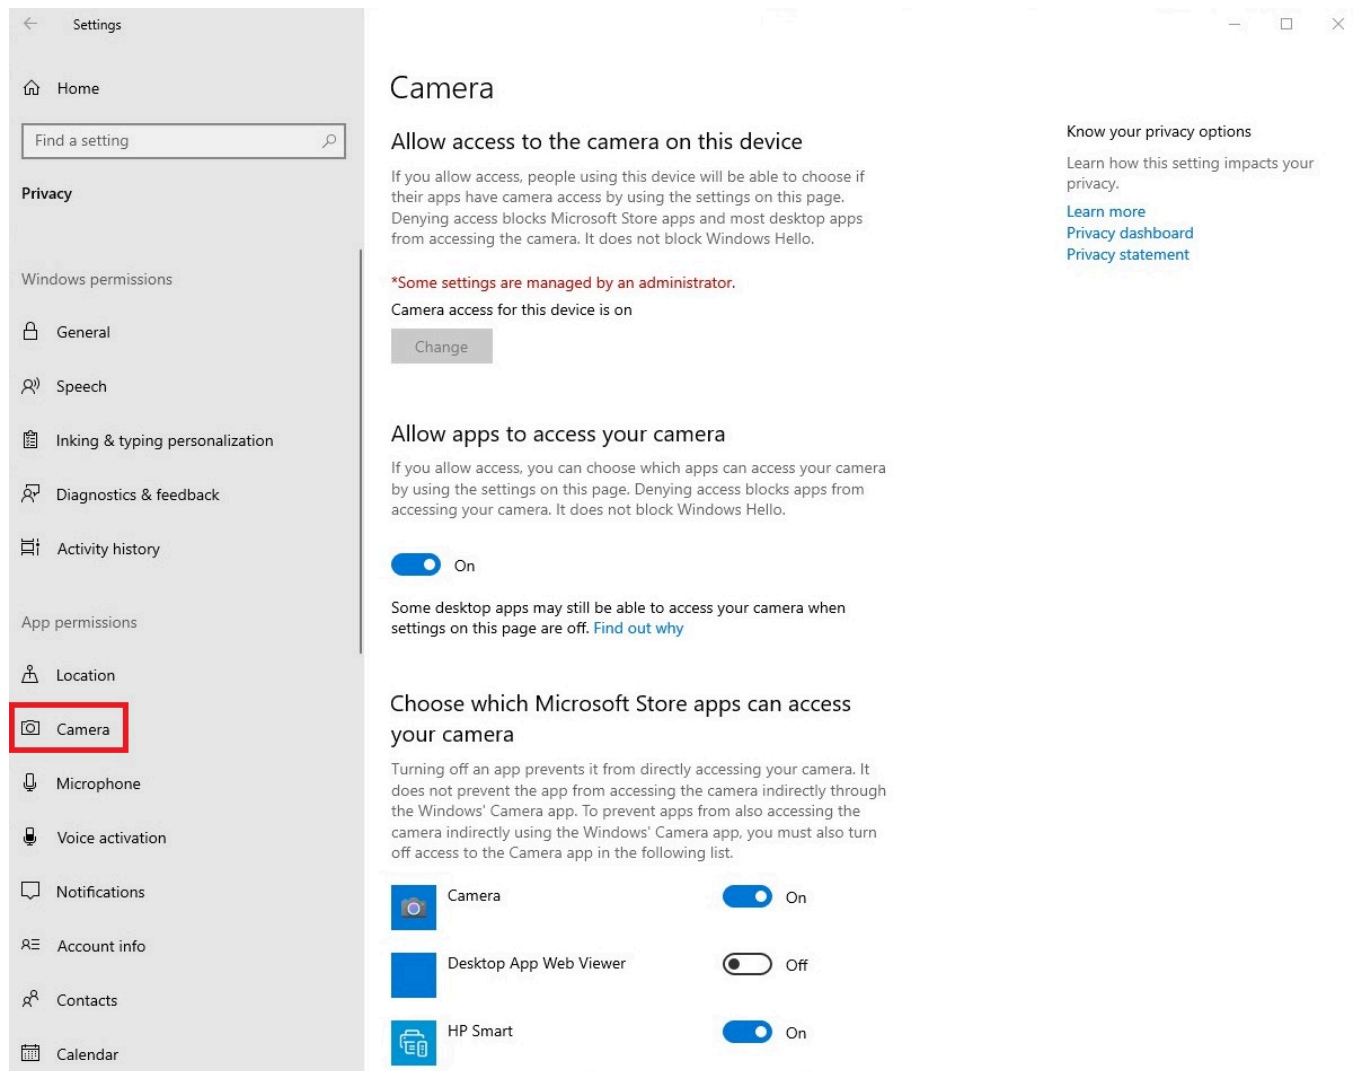 Settings
Home
Find a setting
Privacy
Windows permissions
General
Speech
Inking & typing personalization
Diagnostics & feedback
Activity history
App permissions
Location
Camera
Microphone
Voice activation
Notifications
Account info
Contacts
Calendar
Camera
Allow access to the camera on this device
If you allow access, people using this device will be able to choose if
their apps have camera access by using the settings on this page.
Denying access blocks Microsoft Store apps and most desktop apps
from accessing the camera. It does not block Windows Hello.
*Some settings are managed by an administrator.
Camera access for this device is on
Change
Allow apps to access your camera
If you allow access, you can choose which apps can access your camera
by using the settings on this page. Denying access blocks apps from
accessing your camera. It does not block Windows Hello.
On
Some desktop apps may still be able to access your camera when
settings on this page are off. Find out why
Choose which Microsoft Store apps can access
your camera
Turning off an app prevents it from directly accessing your camera. It
does not prevent the app from accessing the camera indirectly through
the Windows' Camera app. To prevent apps from also accessing the
camera indirectly using the Windows' Camera app, you must also turn
off access to the Camera app in the following list.
Camera On
Desktop App Web Viewer Off
HP Smart On
Know your privacy options
Learn how this setting impacts your
privacy.
Learn more
Privacy dashboard
Privacy statement